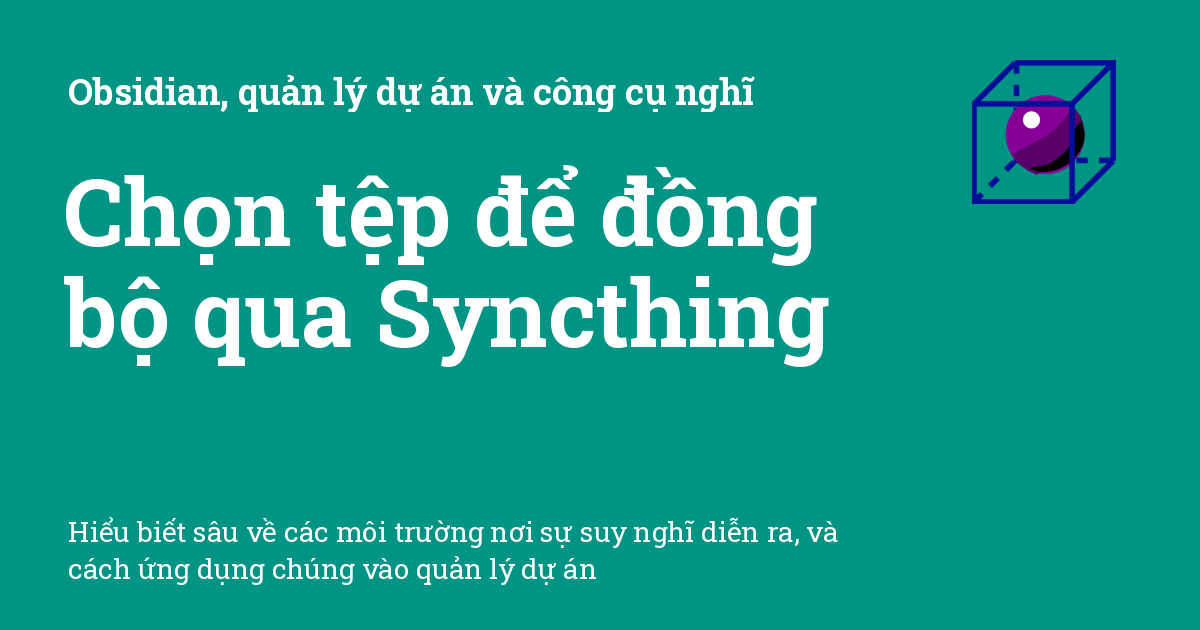 Obsidian, quản lý dự án và công cụ nghĩ
Chọn tệp để đồng
bộ qua Syncthing
Hiểu biết sâu về các môi trường nơi sự suy nghĩ diễn ra, và
cách ứng dụng chúng vào quản lý dự án